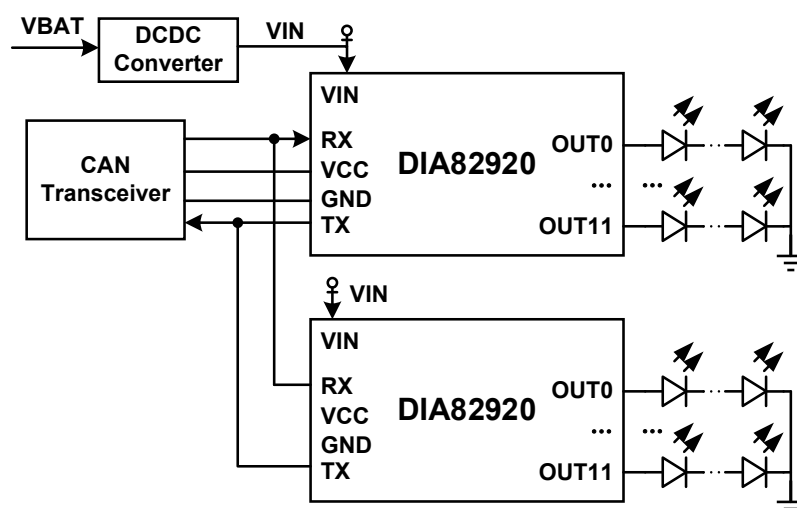 VBAT
DCDC
Converter
VIN
VIN
CAN
Transceiver
RX
VCC
GND
TX
DIA82920
OUT0
... ...
OUT11
VIN
VIN
RX
VCC
GND
TX
DIA82920
OUT0
... ...
OUT11